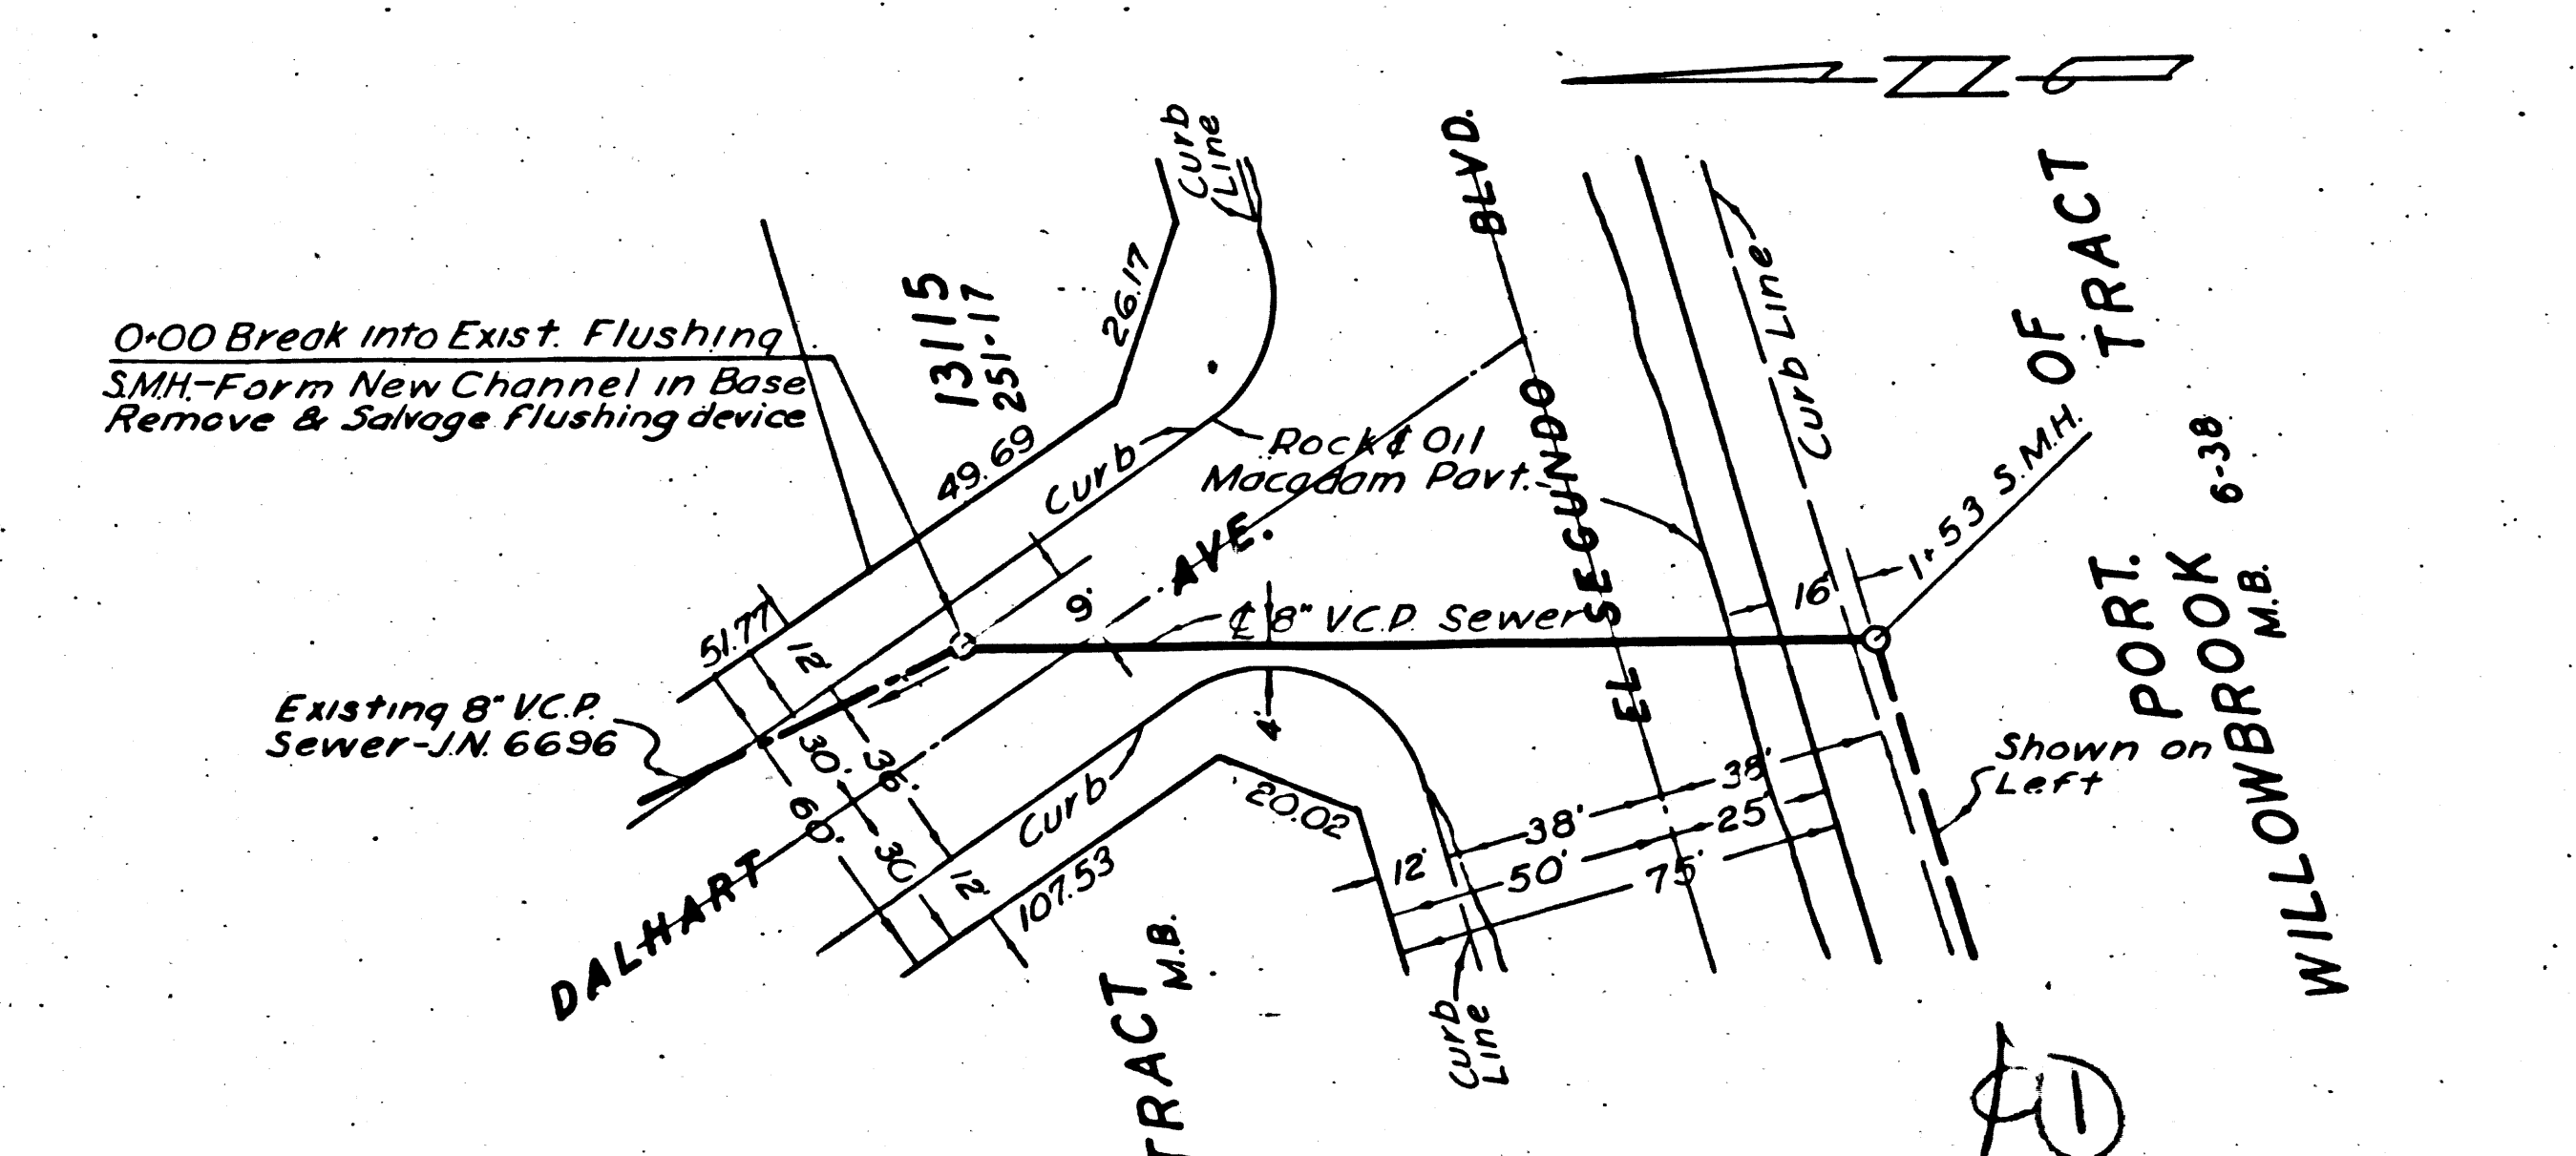 0+00 Break into Exist. Flushing
S.M.H.-Form New Channel in Base
Remove & Salvage flushing device
Existing 8" V.C.P.
Sewer-J.N. 6696
13115
251-17
26.17
49.69
51.77
Curb
Line
Curb
Rock & Oil
Macadam Pavt.
DALHART AVE.
EL SEGUNDO BLVD.
Curb Line
℄ 8" V.C.P. Sewer
9'
12
30'
36'
60'
30
12
4'
Curb
107.53
20.02
12'
38'
38'
50'
25'
75'
16'
1+53 S.M.H.
Shown on
Left
Curb
Line
TRACT
M.B.
PORT. OF
WILLOWBROOK TRACT
M.B. 6-38
N
1